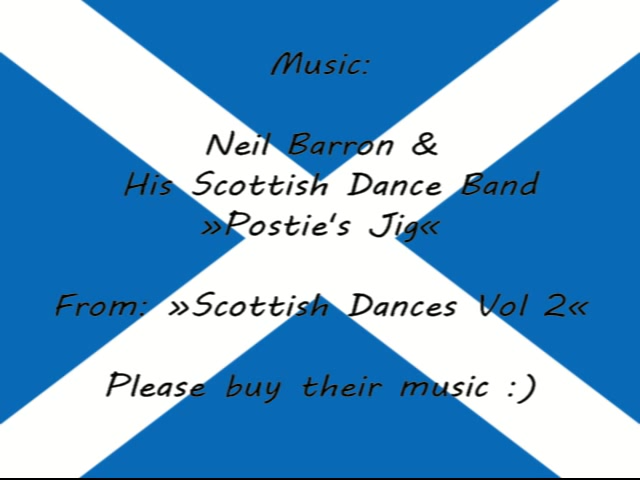 Music:
Neil Barron &
His Scottish Dance Band
»Postie's Jig«
From: »Scottish Dances Vol 2«
Please buy their music :)